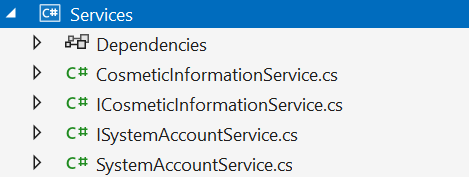 C# Services
Dependencies
C# CosmeticInformationService.cs
C# ICosmeticInformationService.cs
C# ISystemAccountService.cs
C# SystemAccountService.cs